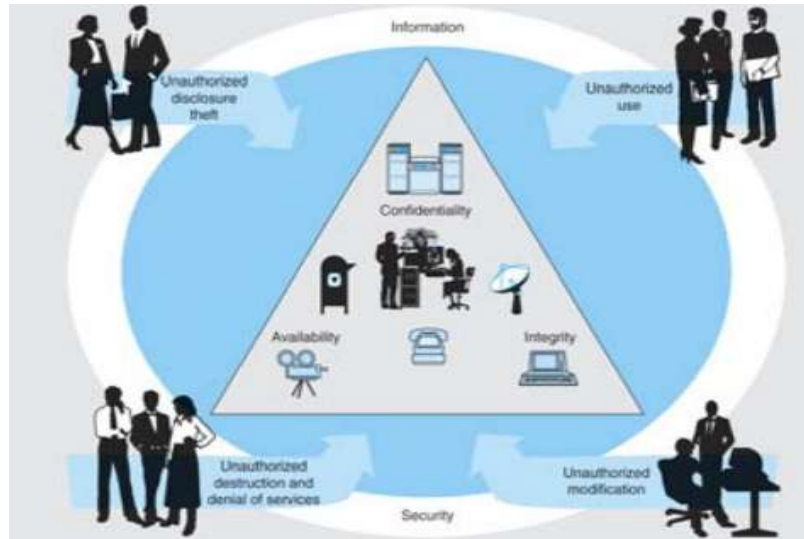 Information
Unauthorized
disclosure
theft
Unauthorized
use
Confidentiality
Availability
Integrity
Unauthorized
destruction and
denial of services
Unauthorized
modification
Security